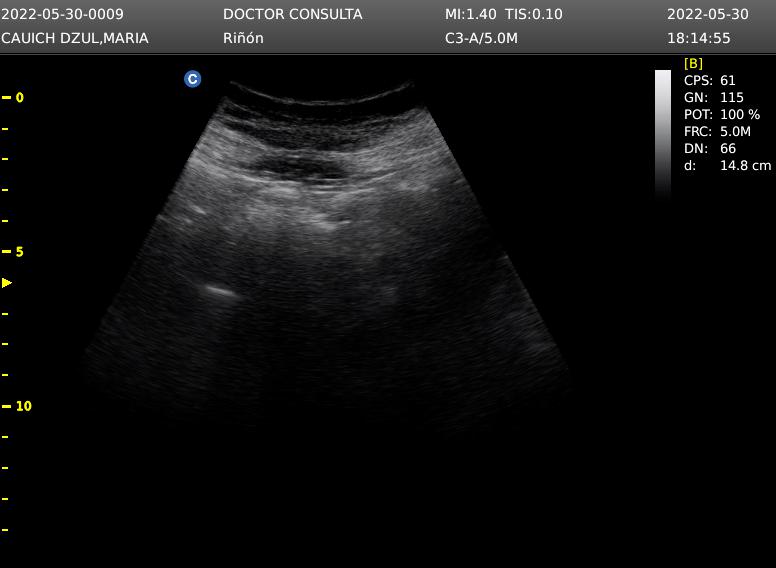 2022-05-30-0009 DOCTOR CONSULTA MI:1.40 TIS:0.10 2022-05-30
CAUICH DZUL,MARIA Riñón C3-A/5.0M 18:14:55
C
[B]
CPS: 61
GN: 115
POT: 100 %
FRC: 5.0M
DN: 66
d: 14.8 cm
0
5
10